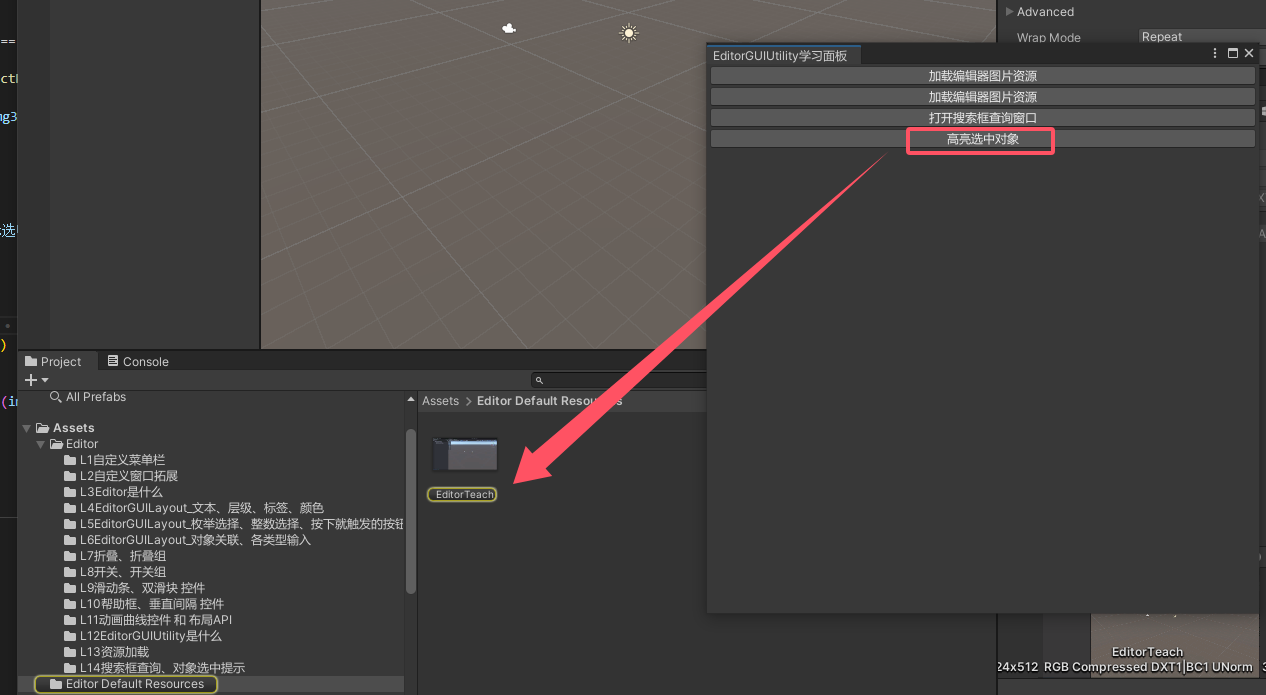 ==
Advanced
Wrap Mode
Repeat
EditorGUIUtility学习面板
加载编辑器图片资源
加载编辑器图片资源
打开搜索框查询窗口
高亮选中对象
Project
Console
All Prefabs
Assets > Editor Default Resources
Assets
Editor
L1自定义菜单栏
L2自定义窗口拓展
L3Editor是什么
L4EditorGUILayout_文本、层级、标签、颜色
L5EditorGUILayout_枚举选择、整数选择、按下就触发的按钮
L6EditorGUILayout_对象关联、各类型输入
L7折叠、折叠组
L8开关、开关组
L9滑动条、双滑块 控件
L10帮助框、垂直间隔 控件
L11动画曲线控件 和 布局API
L12EditorGUIUtility是什么
L13资源加载
L14搜索框查询、对象选中提示
Editor Default Resources
EditorTeach
EditorTeach
24x512 RGB Compressed DXT1|BC1 UNorm